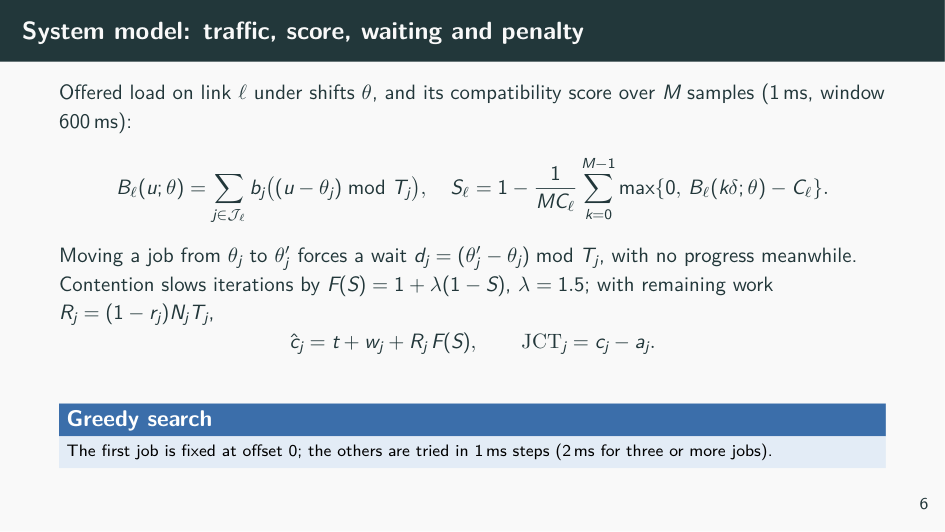 System model: traffic, score, waiting and penalty
Offered load on link ℓ under shifts θ, and its compatibility score over M samples (1 ms, window
600 ms):
B_ℓ(u; θ) = ∑_{j∈𝒥_ℓ} b_j((u − θ_j) mod T_j),  S_ℓ = 1 − \frac{1}{MC_ℓ} ∑_{k=0}^{M−1} max{0, B_ℓ(kδ; θ) − C_ℓ}.
Moving a job from θ_j to θ′_j forces a wait d_j = (θ′_j − θ_j) mod T_j, with no progress meanwhile.
Contention slows iterations by F(S) = 1 + λ(1 − S), λ = 1.5; with remaining work
R_j = (1 − r_j)N_jT_j,
ĉ_j = t + w_j + R_jF(S),  JCT_j = c_j − a_j.
Greedy search
The first job is fixed at offset 0; the others are tried in 1 ms steps (2 ms for three or more jobs).
6